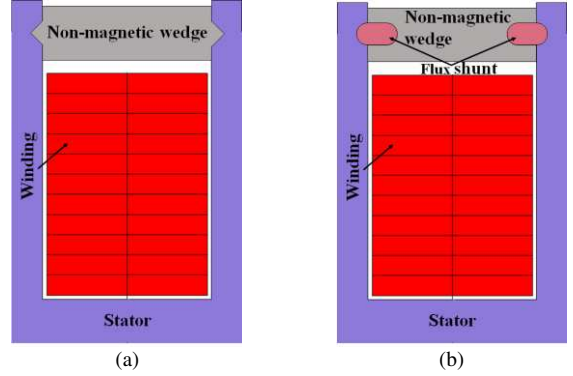 Non-magnetic wedge
Winding
Stator
(a)
Non-magnetic
wedge
Flux shunt
Winding
Stator
(b)